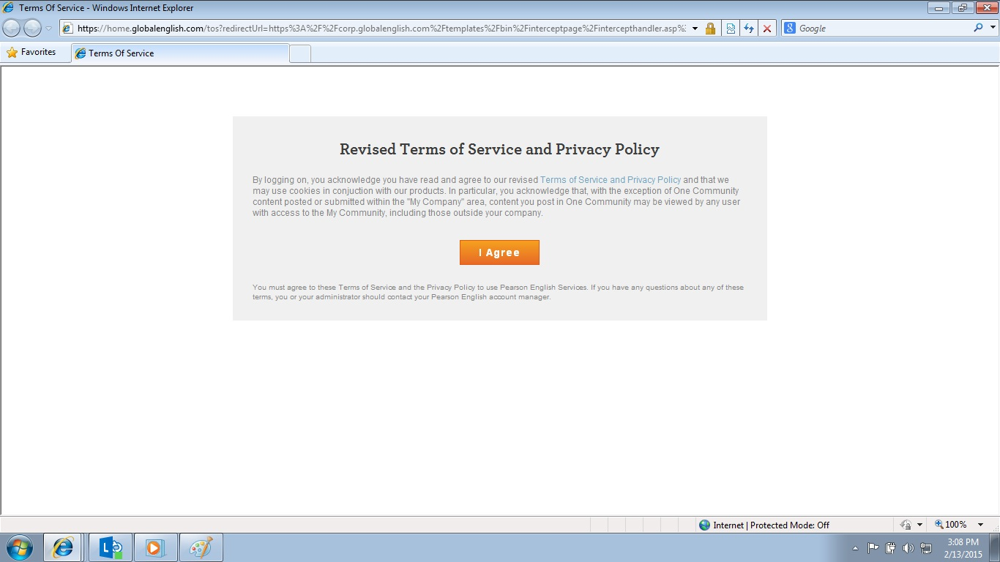 Terms Of Service - Windows Internet Explorer
https://home.globalenglish.com/tos?redirectUrl=https%3A%2F%2Fcorp.globalenglish.com%2Ftemplates%2Fbin%2Finterceptpage%2Fintercepthandler.asp%:
Google
Favorites
Terms Of Service
Revised Terms of Service and Privacy Policy
By logging on, you acknowledge you have read and agree to our revised Terms of Service and Privacy Policy and that we
may use cookies in conjuction with our products. In particular, you acknowledge that, with the exception of One Community
content posted or submitted within the "My Company" area, content you post in One Community may be viewed by any user
with access to the My Community, including those outside your company.
I Agree
You must agree to these Terms of Service and the Privacy Policy to use Pearson English Services. If you have any questions about any of these
terms, you or your administrator should contact your Pearson English account manager.
Internet | Protected Mode: Off
100%
3:08 PM
2/13/2015